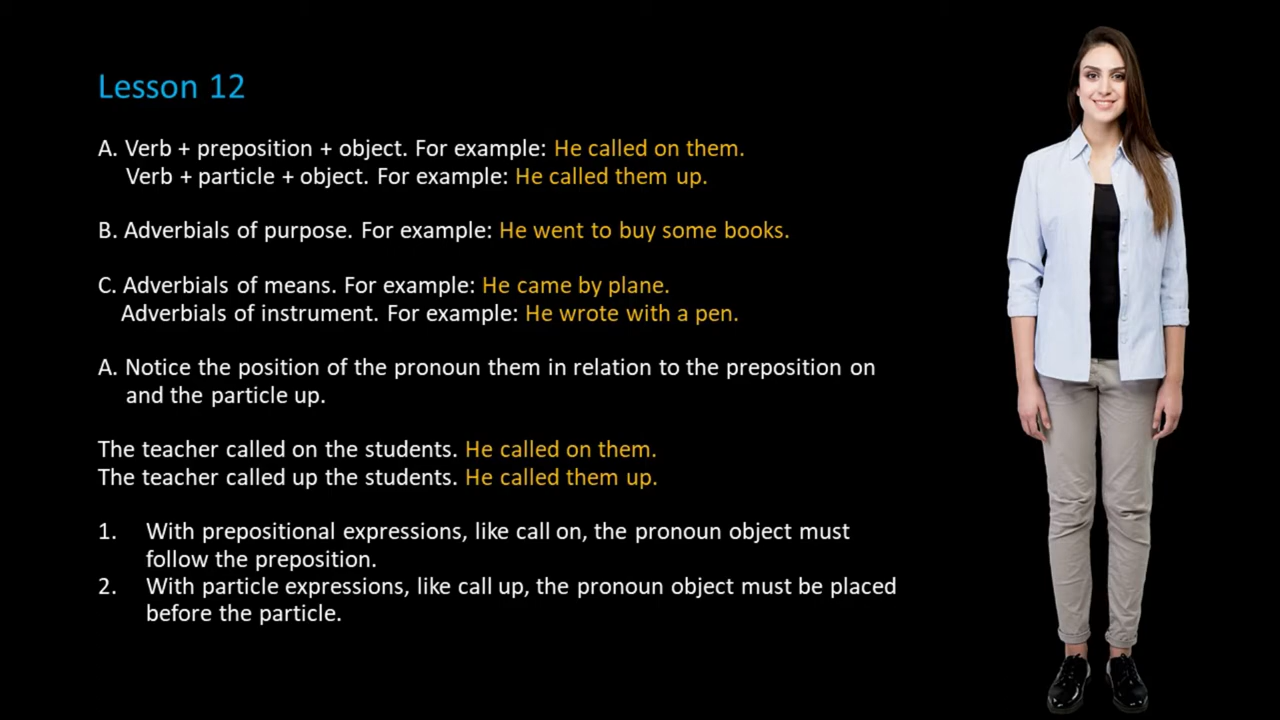 Lesson 12
A. Verb + preposition + object. For example: He called on them.
Verb + particle + object. For example: He called them up.
B. Adverbials of purpose. For example: He went to buy some books.
C. Adverbials of means. For example: He came by plane.
Adverbials of instrument. For example: He wrote with a pen.
A. Notice the position of the pronoun them in relation to the preposition on
and the particle up.
The teacher called on the students. He called on them.
The teacher called up the students. He called them up.
1. With prepositional expressions, like call on, the pronoun object must
follow the preposition.
2. With particle expressions, like call up, the pronoun object must be placed
before the particle.